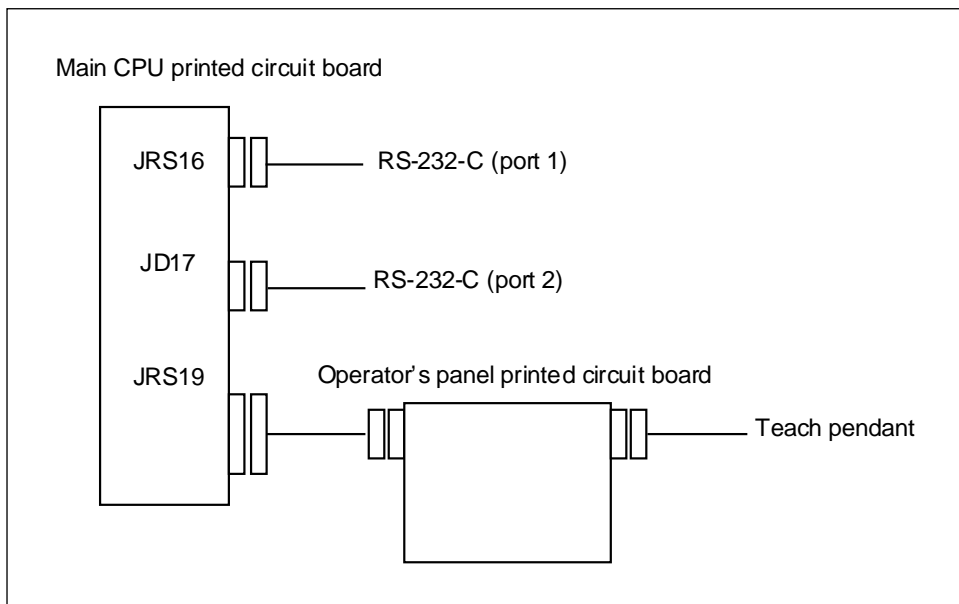 Main CPU printed circuit board
JRS16
RS-232-C (port 1)
JD17
RS-232-C (port 2)
JRS19
Operator's panel printed circuit board
Teach pendant